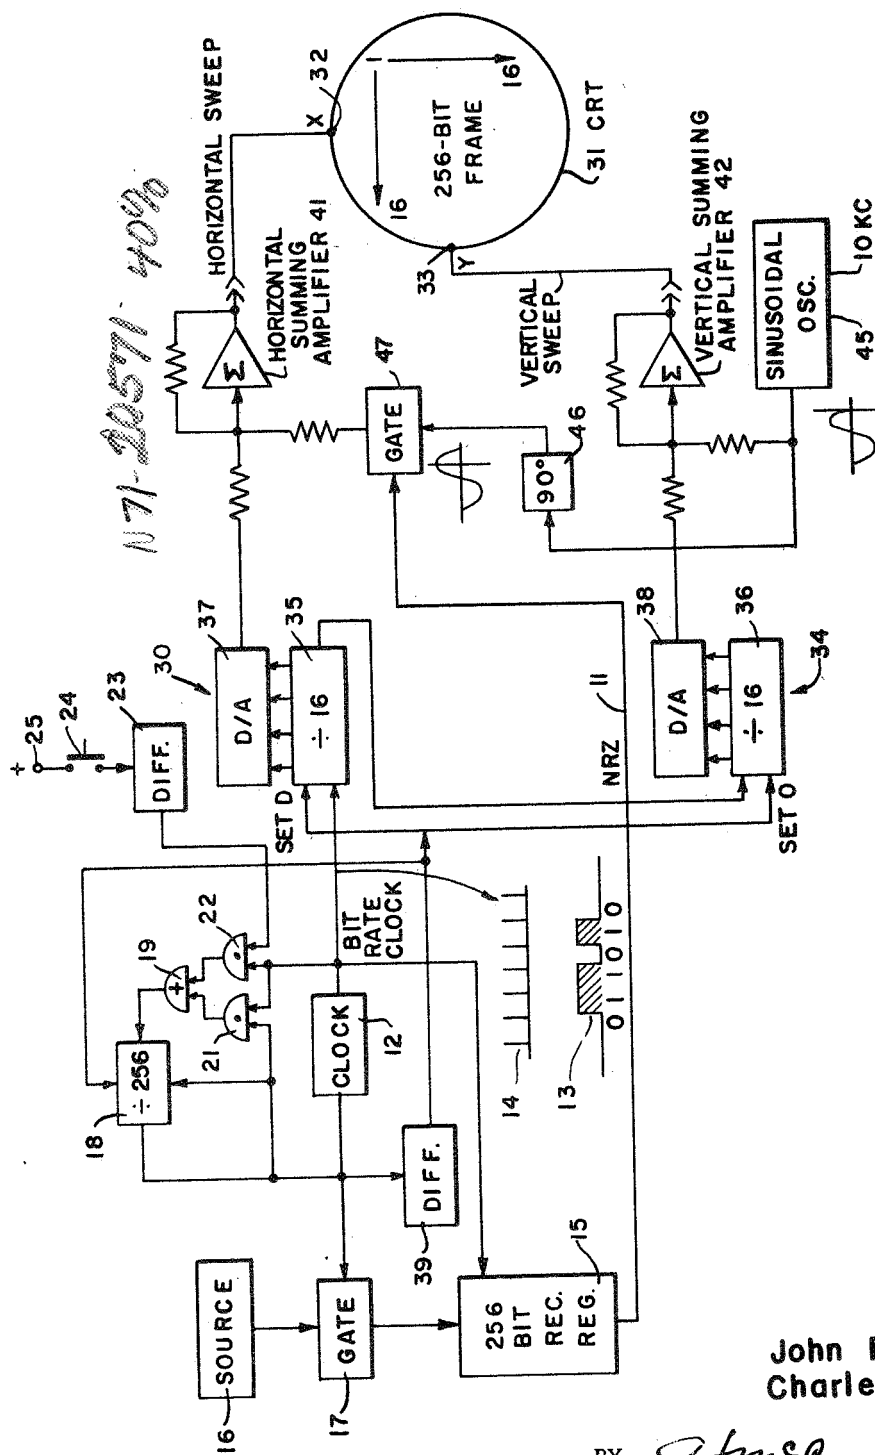 N71-20571 40%
16 SOURCE
17 GATE
256 BIT REC. REG. 15
39 DIFF.
18 ÷ 256
19 +
21
22
CLOCK 12
BIT RATE CLOCK
14
13
0 1 1 0 1 0
+ 25
24
DIFF. 23
30
D/A 37
÷ 16 35
SET D
NRZ 11
D/A 38
÷ 16 36
SET O
34
GATE 47
90° 46
Σ
HORIZONTAL SUMMING AMPLIFIER 41
HORIZONTAL SWEEP
X 32
1
16
16
256-BIT FRAME
31 CRT
33 Y
VERTICAL SWEEP
Σ
VERTICAL SUMMING AMPLIFIER 42
SINUSOIDAL OSC.
45 10 KC
John
Charle
BY